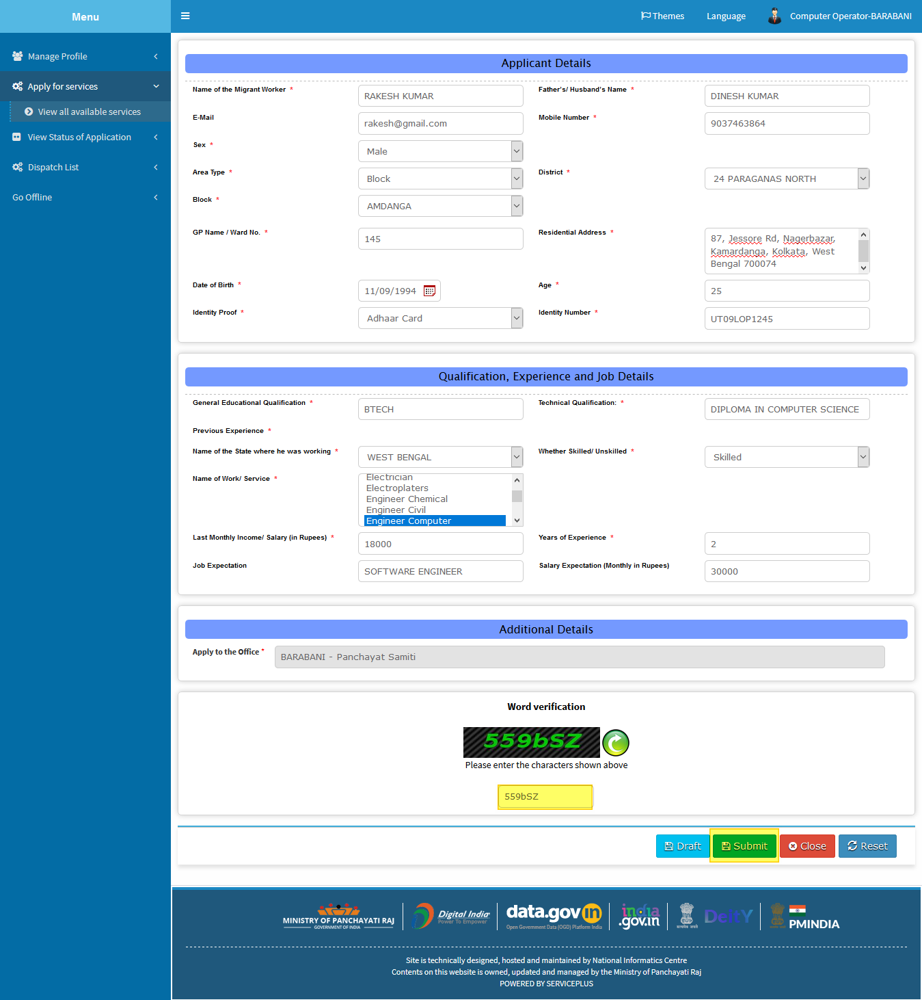 Menu
Themes
Language
Computer Operator-BARABANI
Manage Profile
Apply for services
View all available services
View Status of Application
Dispatch List
Go Offline
Applicant Details
Name of the Migrant Worker *
RAKESH KUMAR
Father's/ Husband's Name *
DINESH KUMAR
E-Mail
rakesh@gmail.com
Mobile Number *
9037463864
Sex *
Male
Area Type *
Block
District *
24 PARAGANAS NORTH
Block *
AMDANGA
GP Name / Ward No. *
145
Residential Address *
87, Jessore Rd, Nagerbazar,
Kamardanga, Kolkata, West
Bengal 700074
Date of Birth *
11/09/1994
Age *
25
Identity Proof *
Adhaar Card
Identity Number *
UT09LOP1245
Qualification, Experience and Job Details
General Educational Qualification *
BTECH
Technical Qualification: *
DIPLOMA IN COMPUTER SCIENCE
Previous Experience *
Name of the State where he was working *
WEST BENGAL
Whether Skilled/ Unskilled *
Skilled
Name of Work/ Service *
Electrician
Electroplaters
Engineer Chemical
Engineer Civil
Engineer Computer
Last Monthly Income/ Salary (in Rupees) *
18000
Years of Experience *
2
Job Expectation
SOFTWARE ENGINEER
Salary Expectation (Monthly in Rupees)
30000
Additional Details
Apply to the Office *
BARABANI - Panchayat Samiti
Word verification
559bSZ
Please enter the characters shown above
559bSZ
Draft
Submit
Close
Reset
MINISTRY OF PANCHAYATI RAJ
GOVERNMENT OF INDIA
Digital India
Power To Empower
data.gov in
Open Government Data (OGD) Platform India
india
.gov.in
सत्यमेव जयते
DeitY
PMINDIA
Site is technically designed, hosted and maintained by National Informatics Centre
Contents on this website is owned, updated and managed by the Ministry of Panchayati Raj
POWERED BY SERVICEPLUS